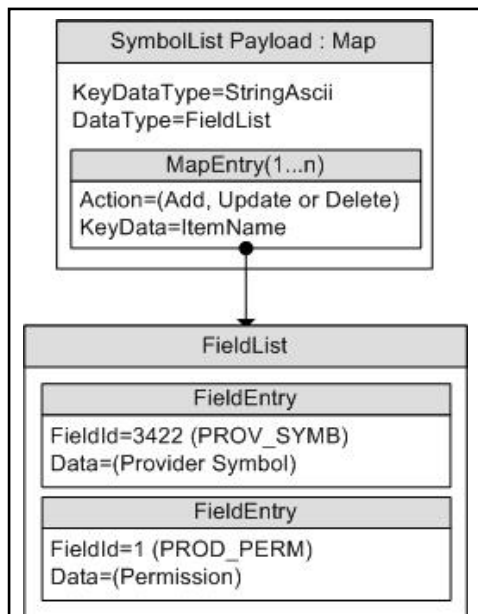 SymbolList Payload : Map
KeyDataType=StringAscii
DataType=FieldList
MapEntry(1...n)
Action=(Add, Update or Delete)
KeyData=ItemName
FieldList
FieldEntry
FieldId=3422 (PROV_SYMB)
Data=(Provider Symbol)
FieldEntry
FieldId=1 (PROD_PERM)
Data=(Permission)